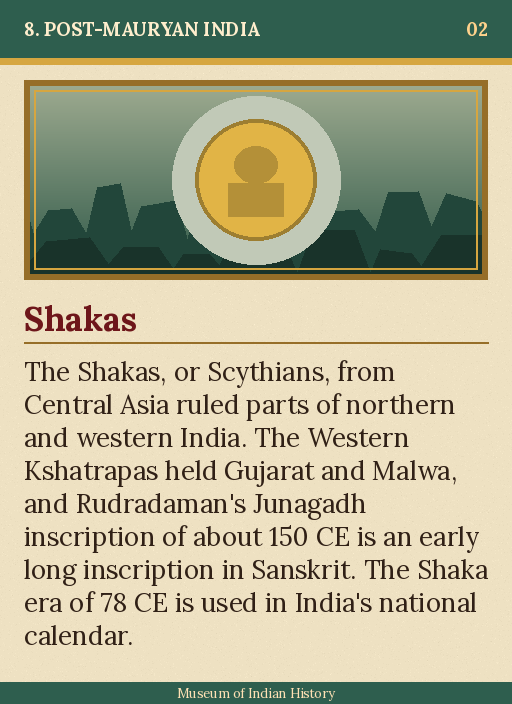 8. POST-MAURYAN INDIA
02
Shakas
The Shakas, or Scythians, from
Central Asia ruled parts of northern
and western India. The Western
Kshatrapas held Gujarat and Malwa,
and Rudradaman's Junagadh
inscription of about 150 CE is an early
long inscription in Sanskrit. The Shaka
era of 78 CE is used in India's national
calendar.
Museum of Indian History